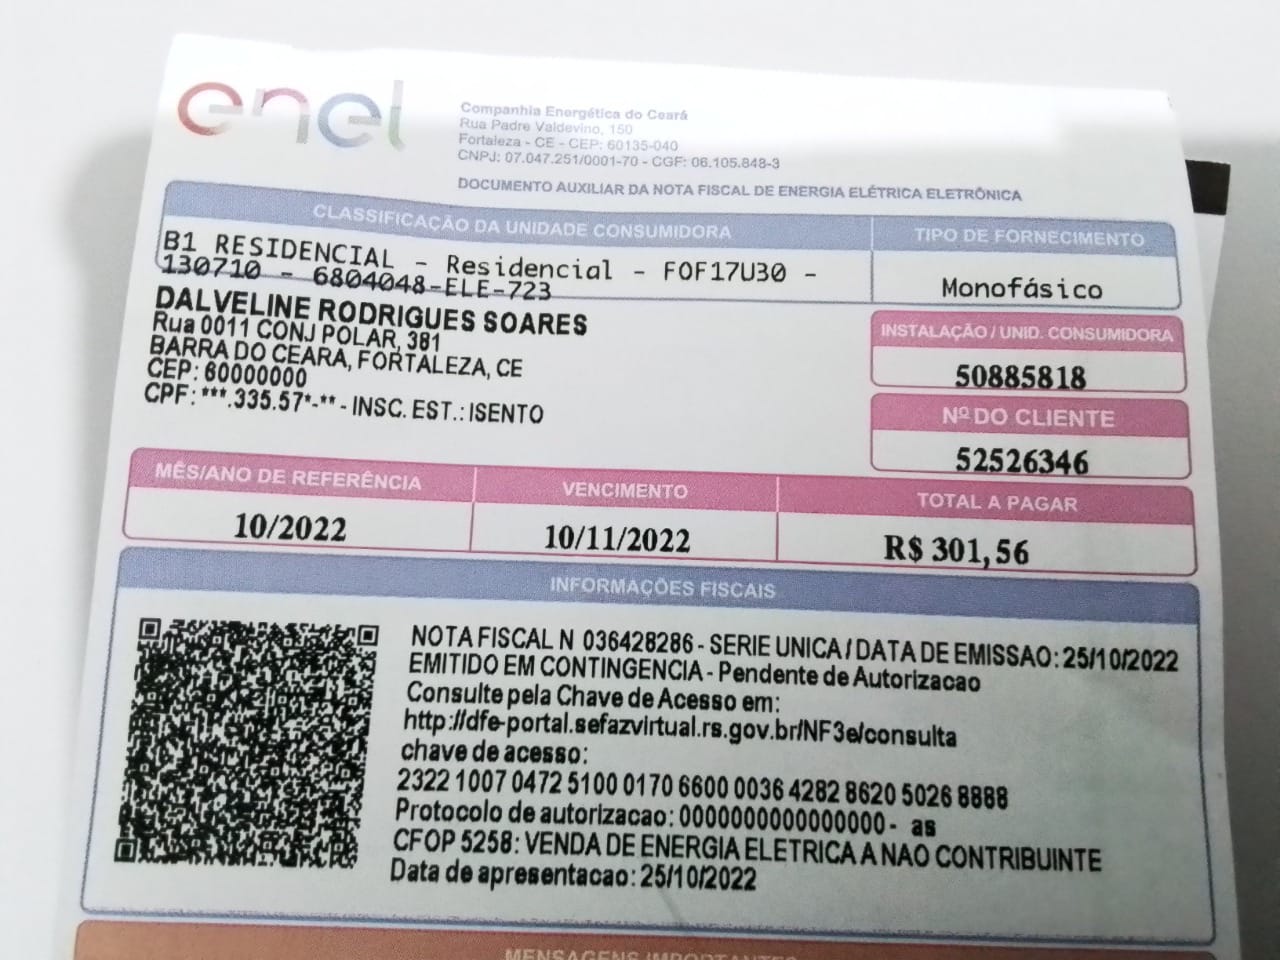 enel
Companhia Energética do Ceará
Rua Padre Valdevino, 150
Fortaleza - CE - CEP: 60135-040
CNPJ: 07.047.251/0001-70 - CGF: 06.105.848-3
DOCUMENTO AUXILIAR DA NOTA FISCAL DE ENERGIA ELÉTRICA ELETRÔNICA
CLASSIFICAÇÃO DA UNIDADE CONSUMIDORA
B1 RESIDENCIAL - Residencial - FOF17U30 -
130710 - 6804048-ELE-723
TIPO DE FORNECIMENTO
Monofásico
DALVELINE RODRIGUES SOARES
Rua 0011 CONJ POLAR, 381
BARRA DO CEARA, FORTALEZA, CE
CEP: 60000000
CPF: ***.335.57*-** - INSC. EST.: ISENTO
INSTALAÇÃO / UNID. CONSUMIDORA
50885818
Nº DO CLIENTE
52526346
MÊS/ANO DE REFERÊNCIA
10/2022
VENCIMENTO
10/11/2022
TOTAL A PAGAR
R$ 301,56
INFORMAÇÕES FISCAIS
NOTA FISCAL N 036428286 - SERIE UNICA / DATA DE EMISSAO: 25/10/2022
EMITIDO EM CONTINGENCIA - Pendente de Autorizacao
Consulte pela Chave de Acesso em:
http://dfe-portal.sefazvirtual.rs.gov.br/NF3e/consulta
chave de acesso:
2322 1007 0472 5100 0170 6600 0036 4282 8620 5026 8888
Protocolo de autorizacao: 0000000000000000 - as
CFOP 5258: VENDA DE ENERGIA ELETRICA A NAO CONTRIBUINTE
Data de apresentacao: 25/10/2022
MENSAGENS IMPORTANTES